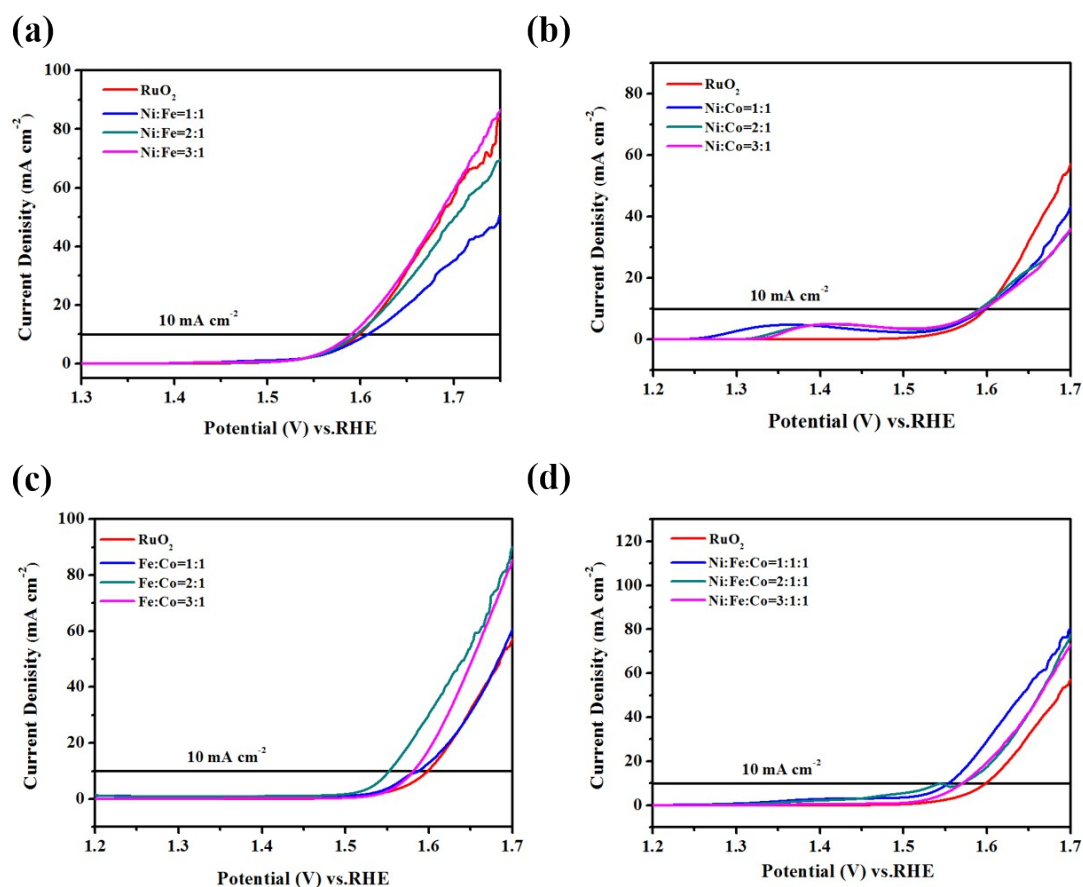 (a)
RuO₂
Ni:Fe=1:1
Ni:Fe=2:1
Ni:Fe=3:1
10 mA cm⁻²
Current Denisity (mA cm⁻²)
100
80
60
40
20
0
1.3 1.4 1.5 1.6 1.7
Potential (V) vs.RHE
(b)
RuO₂
Ni:Co=1:1
Ni:Co=2:1
Ni:Co=3:1
10 mA cm⁻²
Current Denisity (mA cm⁻²)
80
60
40
20
0
1.2 1.3 1.4 1.5 1.6 1.7
Potential (V) vs.RHE
(c)
RuO₂
Fe:Co=1:1
Fe:Co=2:1
Fe:Co=3:1
10 mA cm⁻²
Current Denisity (mA cm⁻²)
100
80
60
40
20
0
1.2 1.3 1.4 1.5 1.6 1.7
Potential (V) vs.RHE
(d)
RuO₂
Ni:Fe:Co=1:1:1
Ni:Fe:Co=2:1:1
Ni:Fe:Co=3:1:1
10 mA cm⁻²
Current Denisity (mA cm⁻²)
120
100
80
60
40
20
0
1.2 1.3 1.4 1.5 1.6 1.7
Potential (V) vs.RHE